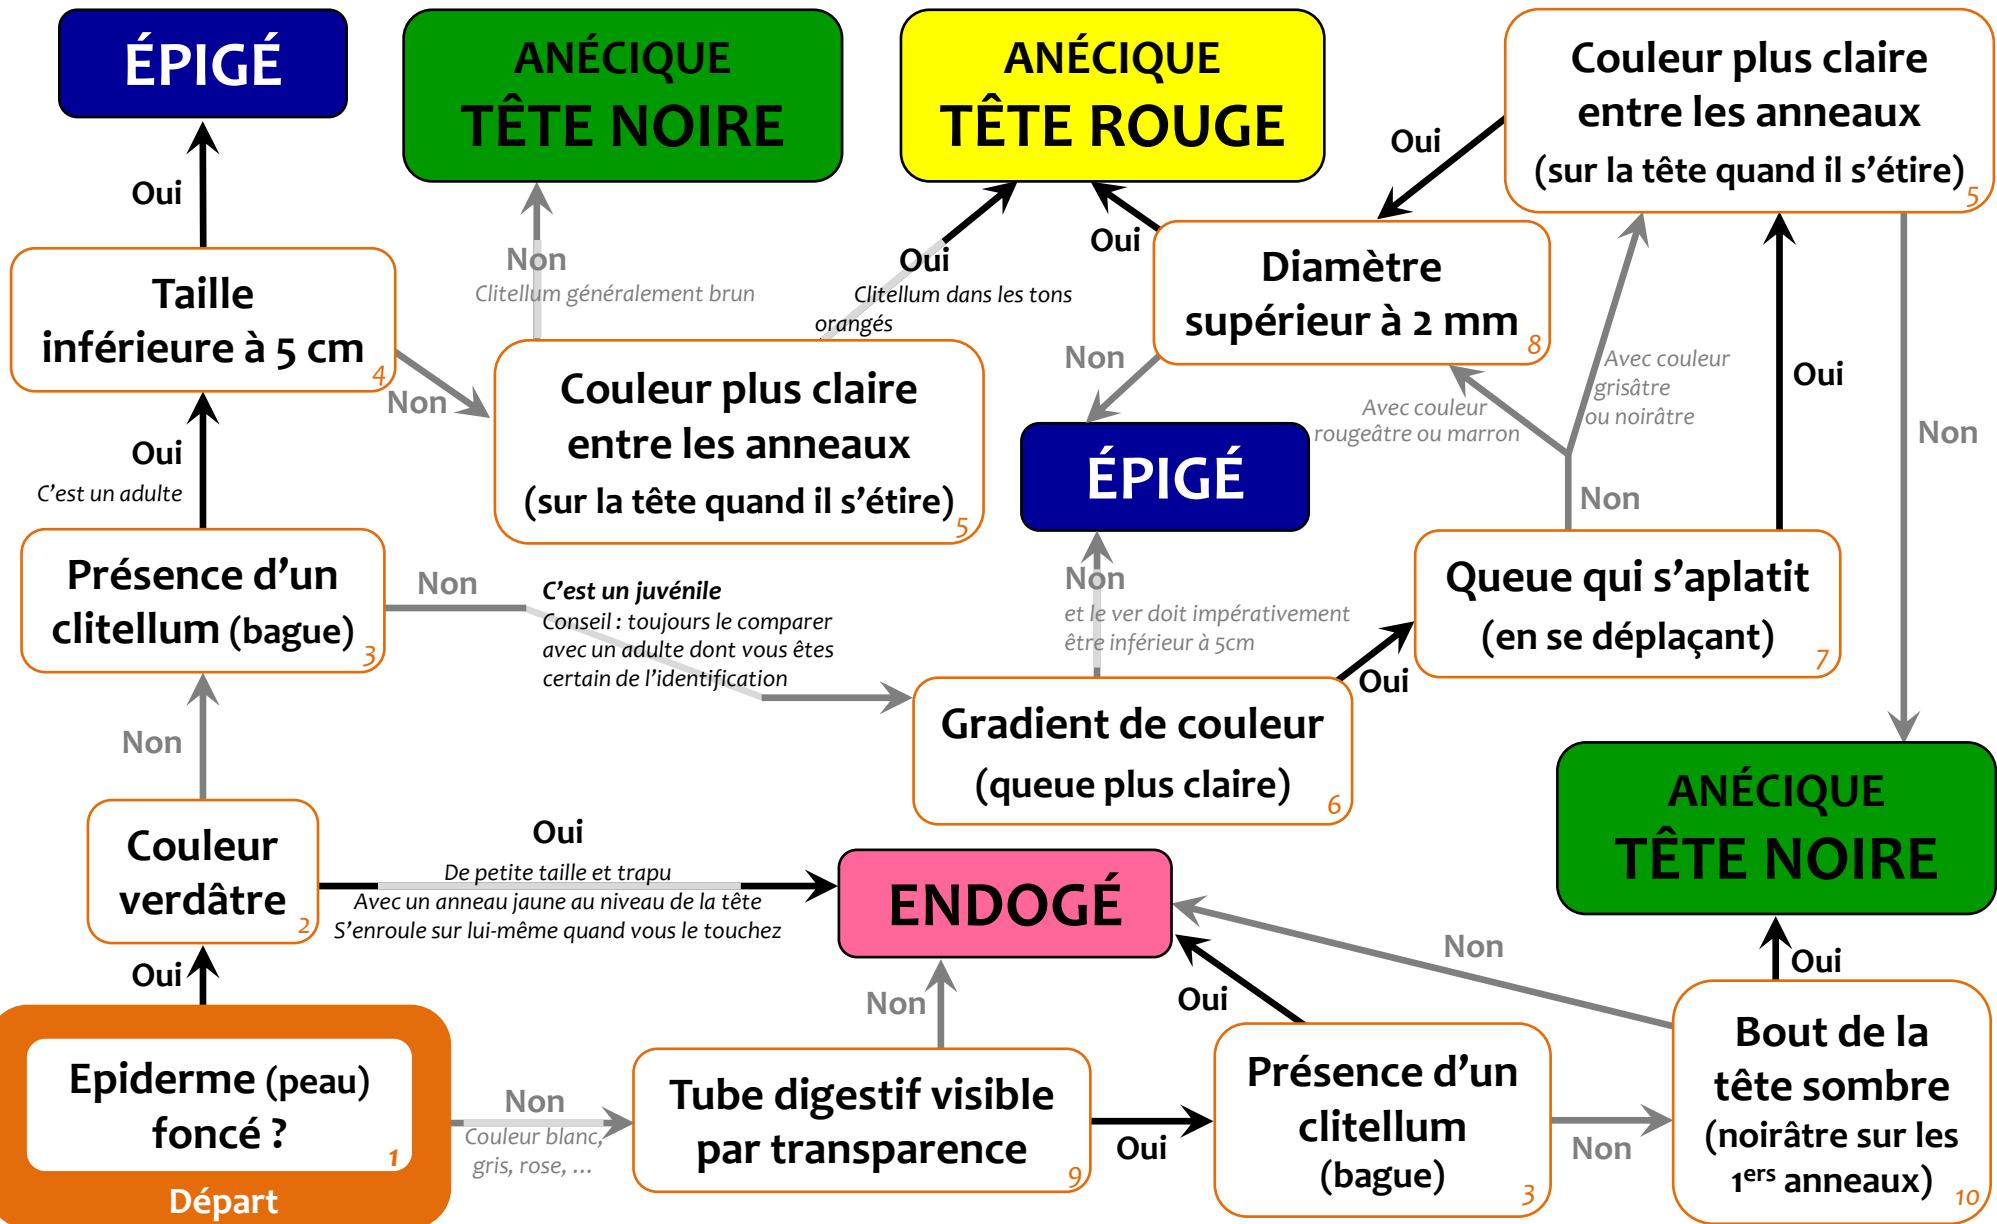 ÉPIGÉ
ANÉCIQUE
TÊTE NOIRE
ANÉCIQUE
TÊTE ROUGE
Couleur plus claire
entre les anneaux
(sur la tête quand il s’étire)
5
Oui
Oui
Non
Clitellum généralement brun
Oui
Clitellum dans les tons
orangés
Oui
Diamètre
supérieur à 2 mm
8
Taille
inférieure à 5 cm
4
Non
Non
Avec couleur
rougeâtre ou marron
Avec couleur
grisâtre
ou noirâtre
Oui
Non
Couleur plus claire
entre les anneaux
(sur la tête quand il s’étire)
5
ÉPIGÉ
Oui
C’est un adulte
Non
Présence d’un
clitellum (bague)
3
Non
C’est un juvénile
Conseil : toujours le comparer
avec un adulte dont vous êtes
certain de l’identification
Non
et le ver doit impérativement
être inférieur à 5cm
Queue qui s’aplatit
(en se déplaçant)
7
Oui
Gradient de couleur
(queue plus claire)
6
Non
ANÉCIQUE
TÊTE NOIRE
Couleur
verdâtre
2
Oui
De petite taille et trapu
Avec un anneau jaune au niveau de la tête
S’enroule sur lui-même quand vous le touchez
ENDOGÉ
Oui
Non
Oui
Non
Oui
Epiderme (peau)
foncé ?
1
Départ
Non
Couleur blanc,
gris, rose, ...
Tube digestif visible
par transparence
9
Oui
Présence d’un
clitellum
(bague)
3
Non
Bout de la
tête sombre
(noirâtre sur les
1ers anneaux)
10